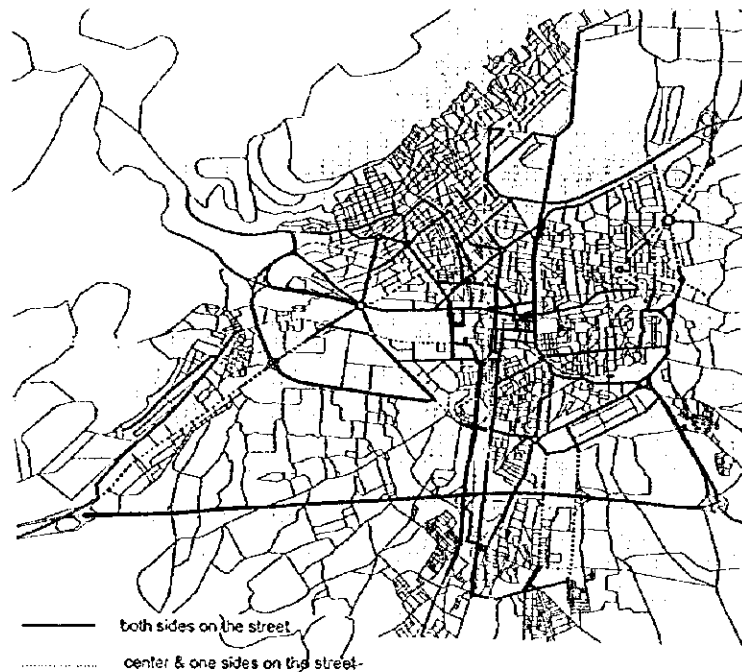 both sides on the street
center & one sides on the street-